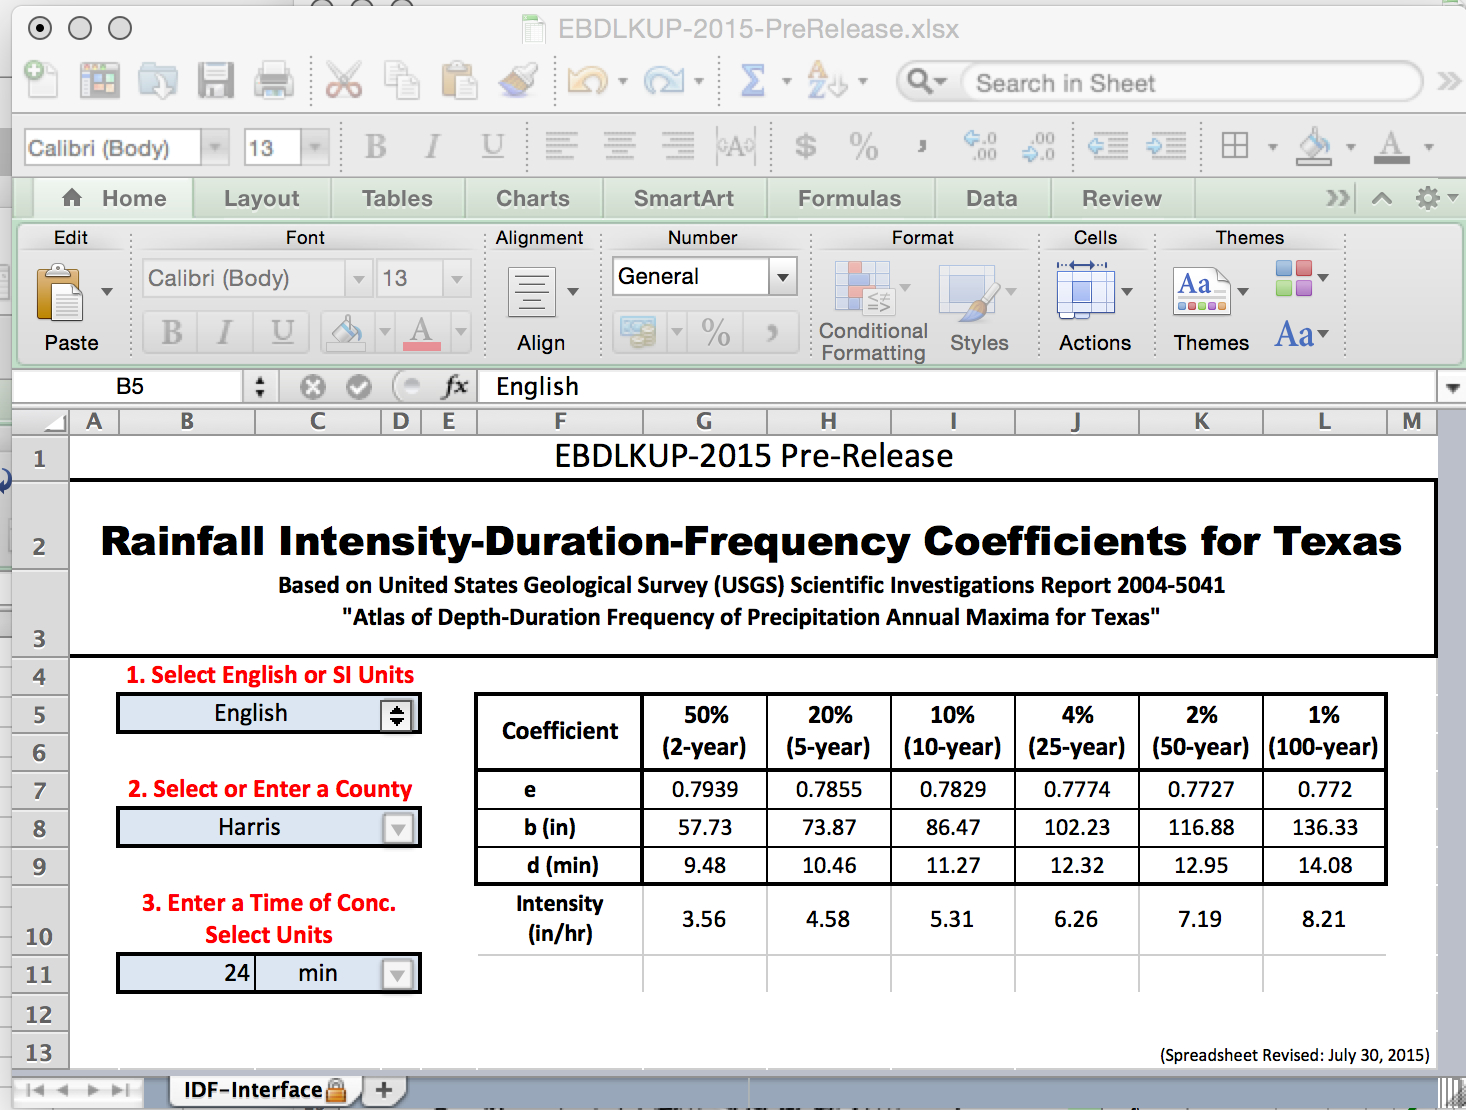 EBDLKUP-2015-PreRelease.xlsx
Search in Sheet
Calibri (Body) 13 B I U A $ % , .0 .00 .00 .0 A
Home Layout Tables Charts SmartArt Formulas Data Review
Edit Font Alignment Number Format Cells Themes
Calibri (Body) 13 General Aa
B I U A % , Aa
Paste Align Conditional Formatting Styles Actions Themes
B5 fx English
A B C D E F G H I J K L M
1 EBDLKUP-2015 Pre-Release
2 Rainfall Intensity-Duration-Frequency Coefficients for Texas
Based on United States Geological Survey (USGS) Scientific Investigations Report 2004-5041
3 "Atlas of Depth-Duration Frequency of Precipitation Annual Maxima for Texas"
4 1. Select English or SI Units
5 English Coefficient 50% 20% 10% 4% 2% 1%
6 (2-year) (5-year) (10-year) (25-year) (50-year) (100-year)
7 2. Select or Enter a County e 0.7939 0.7855 0.7829 0.7774 0.7727 0.772
8 Harris b (in) 57.73 73.87 86.47 102.23 116.88 136.33
9 d (min) 9.48 10.46 11.27 12.32 12.95 14.08
3. Enter a Time of Conc. Intensity
10 Select Units (in/hr) 3.56 4.58 5.31 6.26 7.19 8.21
11 24 min
12
13 (Spreadsheet Revised: July 30, 2015)
IDF-Interface +